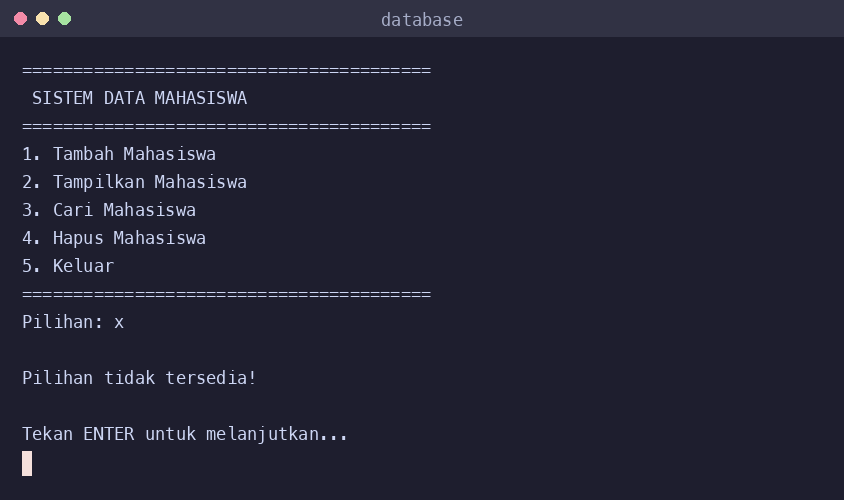 database
========================================
 SISTEM DATA MAHASISWA
========================================
1. Tambah Mahasiswa
2. Tampilkan Mahasiswa
3. Cari Mahasiswa
4. Hapus Mahasiswa
5. Keluar
========================================
Pilihan: x
Pilihan tidak tersedia!
Tekan ENTER untuk melanjutkan...